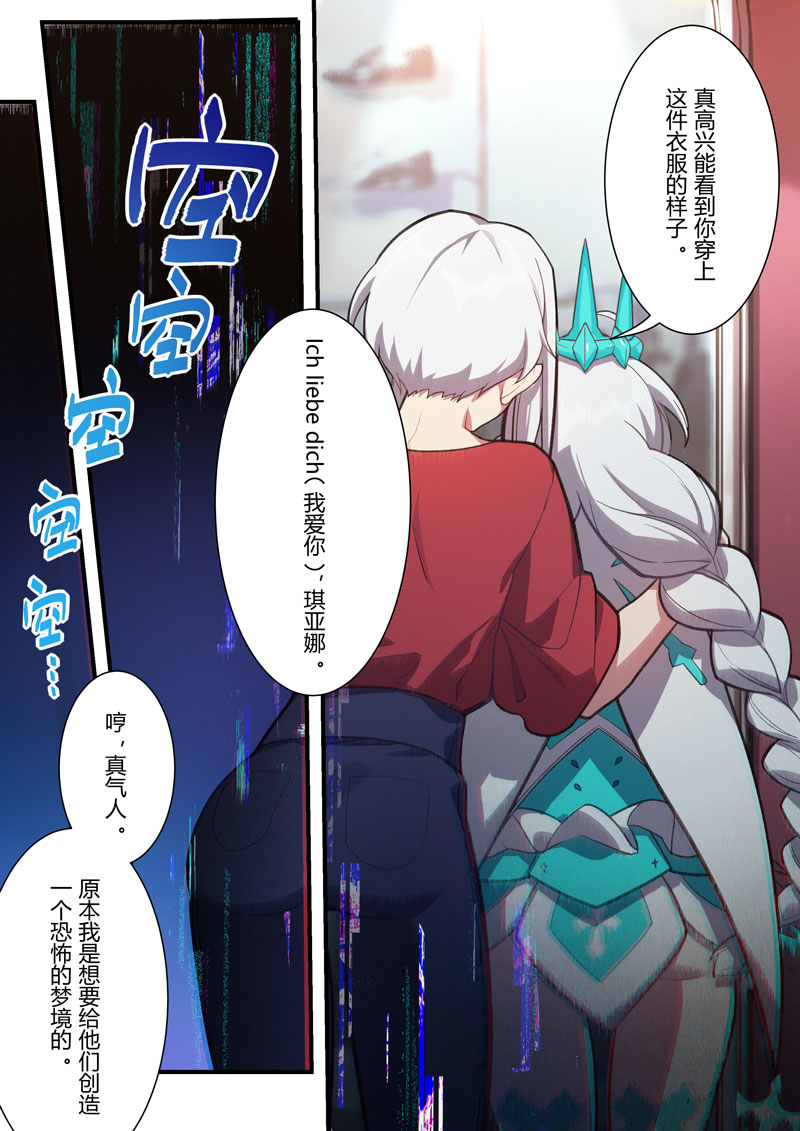 真高兴能看到你穿上
这件衣服的样子。
Ich liebe dich（我爱你），琪亚娜。
空
空
空
空
空…
哼，真气人。
原本我是想要给他们创造
一个恐怖的梦境的。